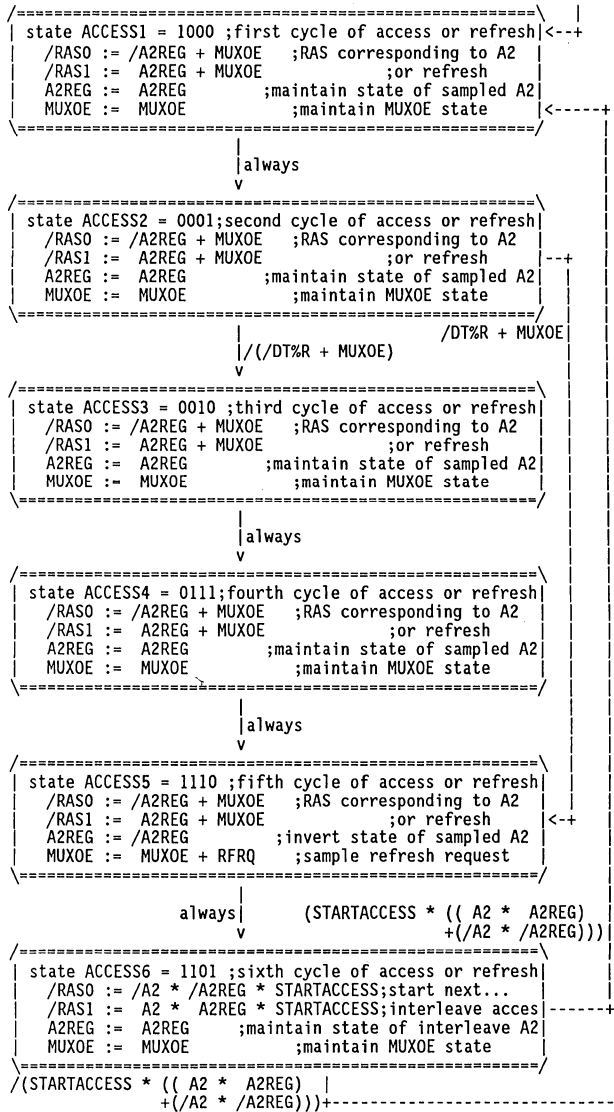 state ACCESS1 = 1000 ;first cycle of access or refresh
/RAS0 := /A2REG + MUXOE ;RAS corresponding to A2
/RAS1 := A2REG + MUXOE ;or refresh
A2REG := A2REG ;maintain state of sampled A2
MUXOE := MUXOE ;maintain MUXOE state
always
state ACCESS2 = 0001;second cycle of access or refresh
/RAS0 := /A2REG + MUXOE ;RAS corresponding to A2
/RAS1 := A2REG + MUXOE ;or refresh
A2REG := A2REG ;maintain state of sampled A2
MUXOE := MUXOE ;maintain MUXOE state
/DT%R + MUXOE
/(/DT%R + MUXOE)
state ACCESS3 = 0010 ;third cycle of access or refresh
/RAS0 := /A2REG + MUXOE ;RAS corresponding to A2
/RAS1 := A2REG + MUXOE ;or refresh
A2REG := A2REG ;maintain state of sampled A2
MUXOE := MUXOE ;maintain MUXOE state
always
state ACCESS4 = 0111;fourth cycle of access or refresh
/RAS0 := /A2REG + MUXOE ;RAS corresponding to A2
/RAS1 := A2REG + MUXOE ;or refresh
A2REG := A2REG ;maintain state of sampled A2
MUXOE := MUXOE ;maintain MUXOE state
always
state ACCESS5 = 1110 ;fifth cycle of access or refresh
/RAS0 := /A2REG + MUXOE ;RAS corresponding to A2
/RAS1 := A2REG + MUXOE ;or refresh
A2REG := /A2REG ;invert state of sampled A2
MUXOE := MUXOE + RFRQ ;sample refresh request
always
(STARTACCESS * (( A2 * A2REG)
+(/A2 * /A2REG)))
state ACCESS6 = 1101 ;sixth cycle of access or refresh
/RAS0 := /A2 * /A2REG * STARTACCESS;start next...
/RAS1 := A2 * A2REG * STARTACCESS;interleave acces
A2REG := A2REG ;maintain state of interleave A2
MUXOE := MUXOE ;maintain MUXOE state
/(STARTACCESS * (( A2 * A2REG)
+(/A2 * /A2REG)))